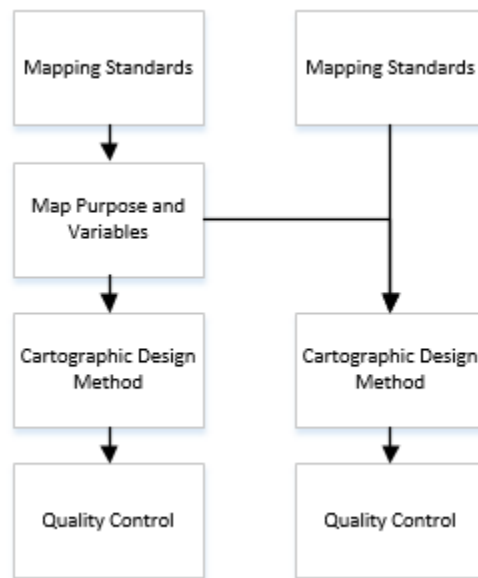 Mapping Standards
Mapping Standards
Map Purpose and
Variables
Cartographic Design
Method
Cartographic Design
Method
Quality Control
Quality Control